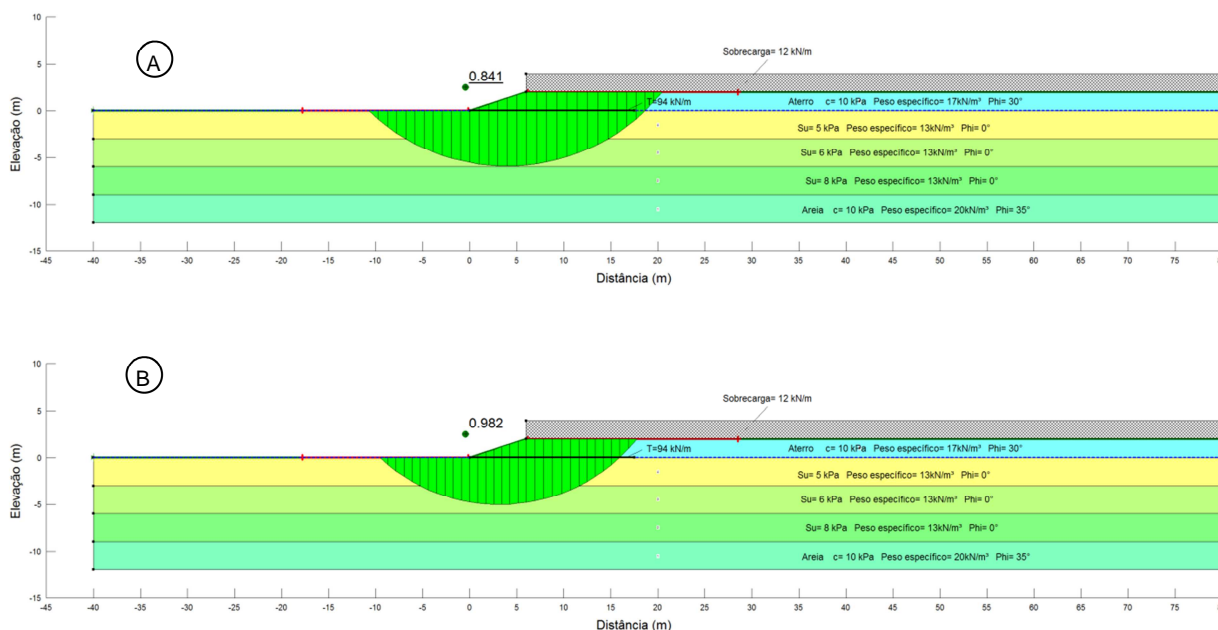 A
10
5
0
-5
-10
-15
Elevação (m)
0.841
Sobrecarga= 12 kN/m
T=94 kN/m
Aterro c= 10 kPa Peso específico= 17kN/m³ Phi= 30°
Su= 5 kPa Peso específico= 13kN/m³ Phi= 0°
Su= 6 kPa Peso específico= 13kN/m³ Phi= 0°
Su= 8 kPa Peso específico= 13kN/m³ Phi= 0°
Areia c= 10 kPa Peso específico= 20kN/m³ Phi= 35°
-45 -40 -35 -30 -25 -20 -15 -10 -5 0 5 10 15 20 25 30 35 40 45 50 55 60 65 70 75
Distância (m)
B
10
5
0
-5
-10
-15
Elevação (m)
0.982
Sobrecarga= 12 kN/m
T=94 kN/m
Aterro c= 10 kPa Peso específico= 17kN/m³ Phi= 30°
Su= 5 kPa Peso específico= 13kN/m³ Phi= 0°
Su= 6 kPa Peso específico= 13kN/m³ Phi= 0°
Su= 8 kPa Peso específico= 13kN/m³ Phi= 0°
Areia c= 10 kPa Peso específico= 20kN/m³ Phi= 35°
-45 -40 -35 -30 -25 -20 -15 -10 -5 0 5 10 15 20 25 30 35 40 45 50 55 60 65 70 75
Distância (m)